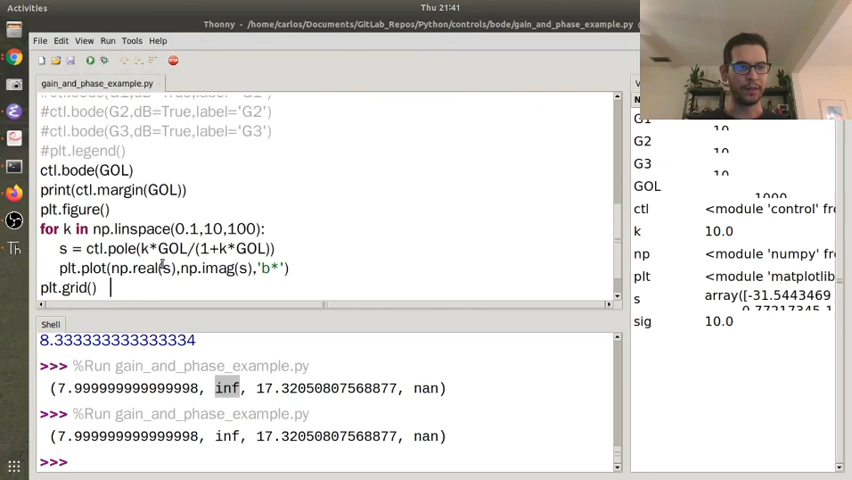 Activities
Thu 21:41
Thonny - /home/carlos/Documents/GitLab_Repos/Python/controls/bode/gain_and_phase_example.py
File Edit View Run Tools Help
gain_and_phase_example.py
#ctl.bode(G2,dB=True,label='G2')
#ctl.bode(G3,dB=True,label='G3')
#plt.legend()
ctl.bode(GOL)
print(ctl.margin(GOL))
plt.figure()
for k in np.linspace(0.1,10,100):
s = ctl.pole(k*GOL/(1+k*GOL))
plt.plot(np.real(s),np.imag(s),'b*')
plt.grid()
Shell
8.333333333333334
>>> %Run gain_and_phase_example.py
(7.999999999999998, inf, 17.32050807568877, nan)
>>> %Run gain_and_phase_example.py
(7.999999999999998, inf, 17.32050807568877, nan)
>>>
G1
10
G2
10
G3
10
GOL
1000
ctl <module 'control' fr
k 10.0
np <module 'numpy' fr
plt <module 'matplotlib
s array([-31.5443469
sig 10.0